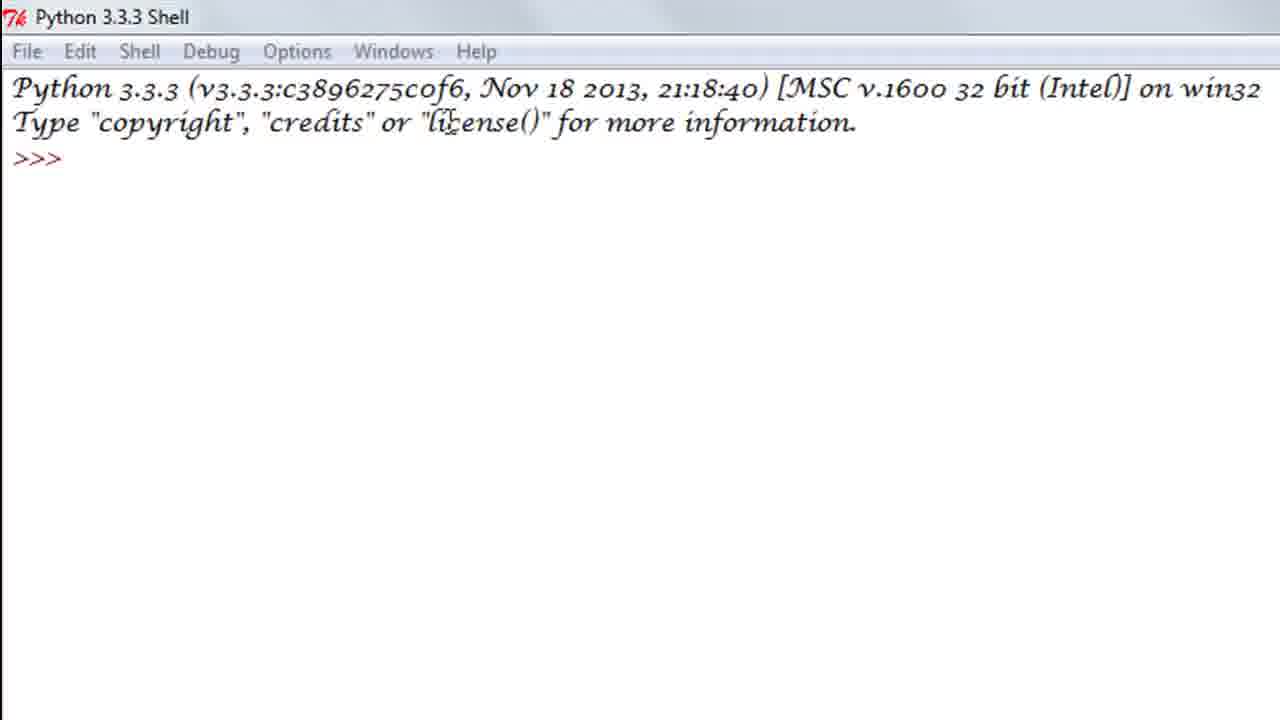 Python 3.3.3 Shell
File Edit Shell Debug Options Windows Help
Python 3.3.3 (v3.3.3:c3896275c0f6, Nov 18 2013, 21:18:40) [MSC v.1600 32 bit (Intel)] on win32
Type "copyright", "credits" or "license()" for more information.
>>>